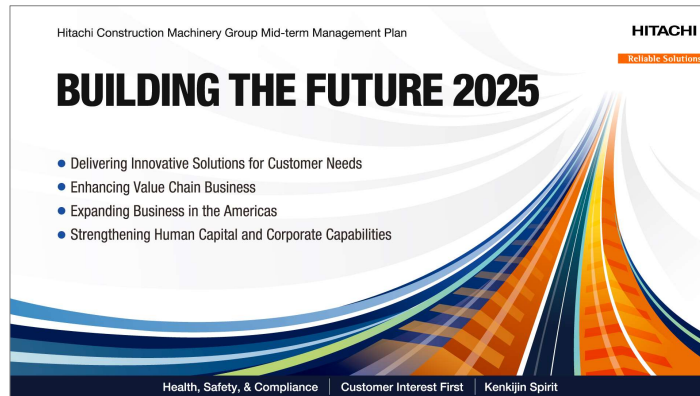 Hitachi Construction Machinery Group Mid-term Management Plan
HITACHI
Reliable Solutions
BUILDING THE FUTURE 2025
● Delivering Innovative Solutions for Customer Needs
● Enhancing Value Chain Business
● Expanding Business in the Americas
● Strengthening Human Capital and Corporate Capabilities
Health, Safety, & Compliance | Customer Interest First | Kenkijin Spirit